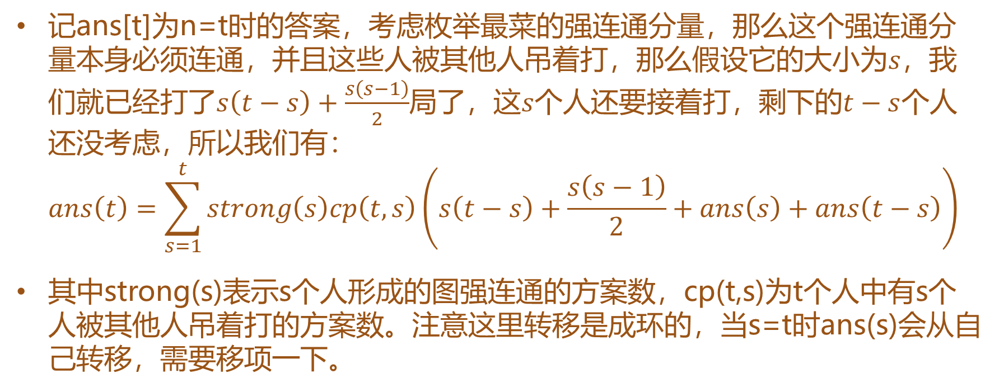 • 记ans[t]为n=t时的答案，考虑枚举最菜的强连通分量，那么这个强连通分
量本身必须连通，并且这些人被其他人吊着打，那么假设它的大小为s，我
们就已经打了s(t − s) + \frac{s(s−1)}{2}局了，这s个人还要接着打，剩下的t − s个人
还没考虑，所以我们有：
ans(t) = \sum_{s=1}^{t} strong(s)cp(t, s) \left( s(t − s) + \frac{s(s − 1)}{2} + ans(s) + ans(t − s) \right)
• 其中strong(s)表示s个人形成的图强连通的方案数，cp(t,s)为t个人中有s个
人被其他人吊着打的方案数。注意这里转移是成环的，当s=t时ans(s)会从自
己转移，需要移项一下。